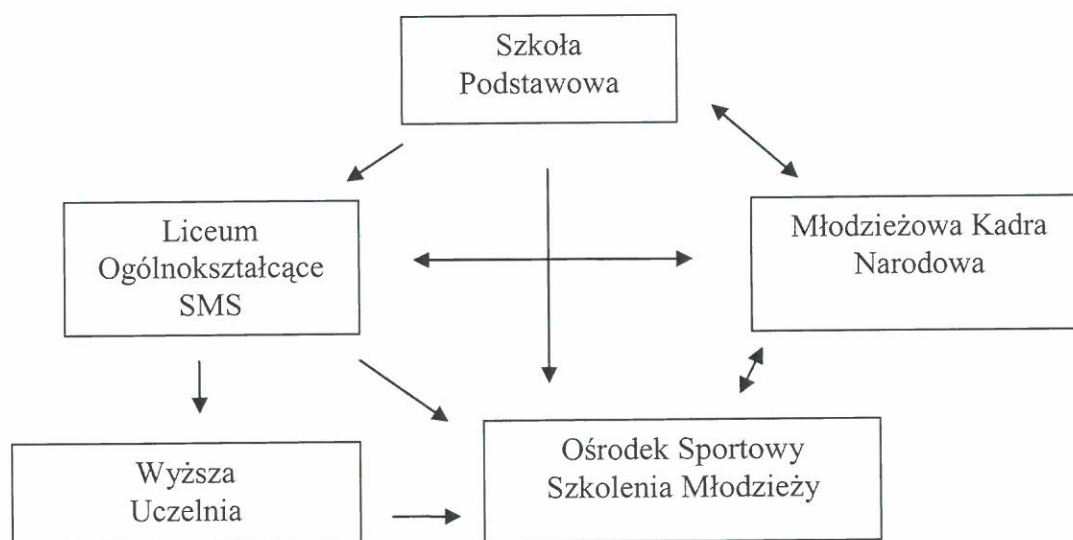 Szkoła
Podstawowa
Liceum
Ogólnokształcące
SMS
Młodzieżowa Kadra
Narodowa
Wyższa
Uczelnia
Ośrodek Sportowy
Szkolenia Młodzieży